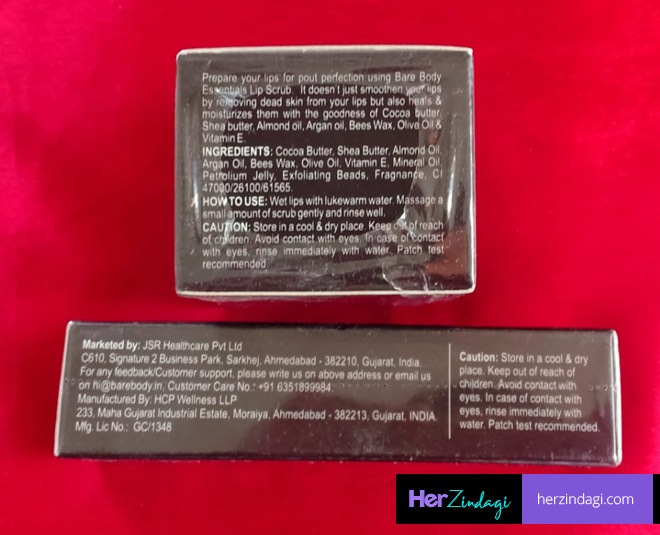 Prepare your lips for pout perfection using Bare Body
Essentials Lip Scrub. It doesn't just smoothen your lips
by removing dead skin from your lips but also heals &
moisturizes them with the goodness of Cocoa butter,
Shea butter, Almond oil, Argan oil, Bees Wax, Olive Oil &
Vitamin E.
INGREDIENTS: Cocoa Butter, Shea Butter, Almond Oil,
Argan Oil, Bees Wax, Olive Oil, Vitamin E, Mineral Oil,
Petrolium Jelly, Exfoliating Beads, Fragnance, CI
47000/26100/61565.
HOW TO USE: Wet lips with lukewarm water. Massage a
small amount of scrub gently and rinse well.
CAUTION: Store in a cool & dry place. Keep out of reach
of children. Avoid contact with eyes. In case of contact
with eyes, rinse immediately with water. Patch test
recommended.
Marketed by: JSR Healthcare Pvt Ltd
C610, Signature 2 Business Park, Sarkhej, Ahmedabad - 382210, Gujarat, India.
For any feedback/Customer support, please write us on above address or email us
on hi@barebody.in, Customer Care No.: +91 6351899984.
Manufactured By: HCP Wellness LLP
233, Maha Gujarat Industrial Estate, Moraiya, Ahmedabad - 382213, Gujarat, INDIA.
Mfg. Lic No.: GC/1348
Caution: Store in a cool & dry
place. Keep out of reach of
children. Avoid contact with
eyes. In case of contact with
eyes, rinse immediately with
water. Patch test recommended.
HerZindagi
herzindagi.com